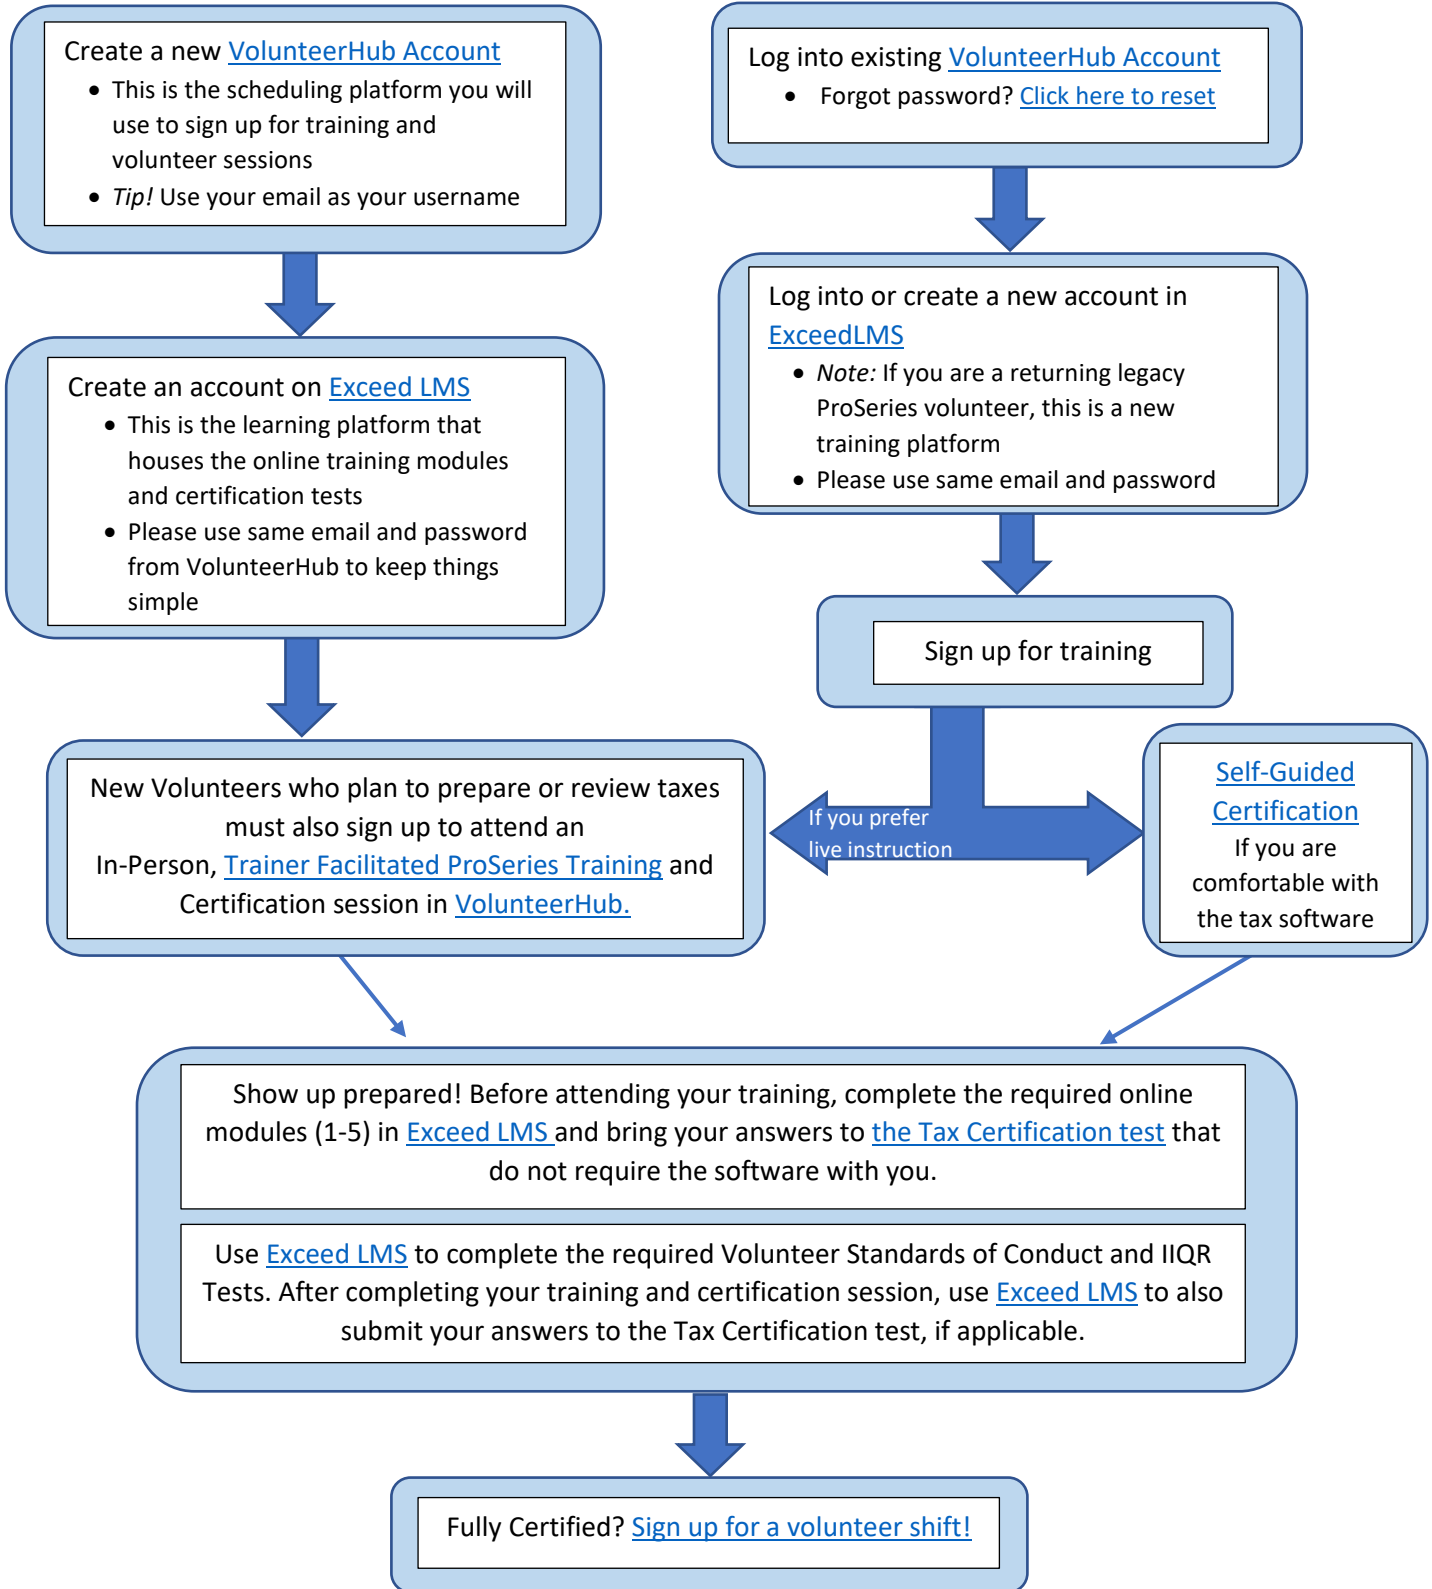 Create a new VolunteerHub Account
• This is the scheduling platform you will
use to sign up for training and
volunteer sessions
• Tip! Use your email as your username
Log into existing VolunteerHub Account
• Forgot password? Click here to reset
Create an account on Exceed LMS
• This is the learning platform that
houses the online training modules
and certification tests
• Please use same email and password
from VolunteerHub to keep things
simple
Log into or create a new account in
ExceedLMS
• Note: If you are a returning legacy
ProSeries volunteer, this is a new
training platform
• Please use same email and password
Sign up for training
New Volunteers who plan to prepare or review taxes
must also sign up to attend an
In-Person, Trainer Facilitated ProSeries Training and
Certification session in VolunteerHub.
If you prefer
live instruction
Self-Guided
Certification
If you are
comfortable with
the tax software
Show up prepared! Before attending your training, complete the required online
modules (1-5) in Exceed LMS and bring your answers to the Tax Certification test that
do not require the software with you.
Use Exceed LMS to complete the required Volunteer Standards of Conduct and IIQR
Tests. After completing your training and certification session, use Exceed LMS to also
submit your answers to the Tax Certification test, if applicable.
Fully Certified? Sign up for a volunteer shift!